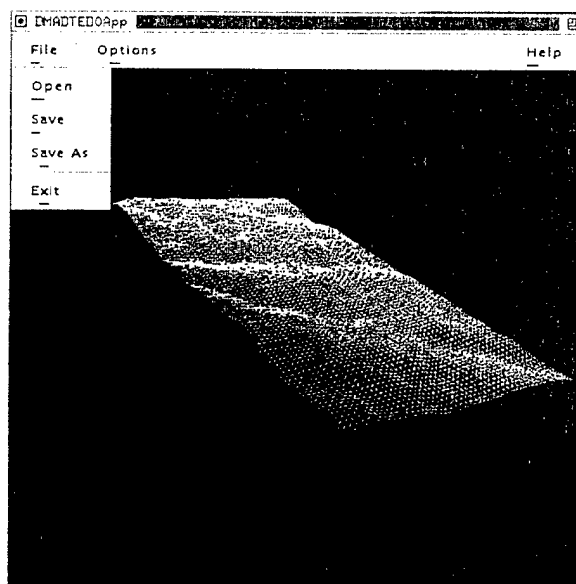 DMADTEDOApp
File Options Help
Open
Save
Save As
Exit